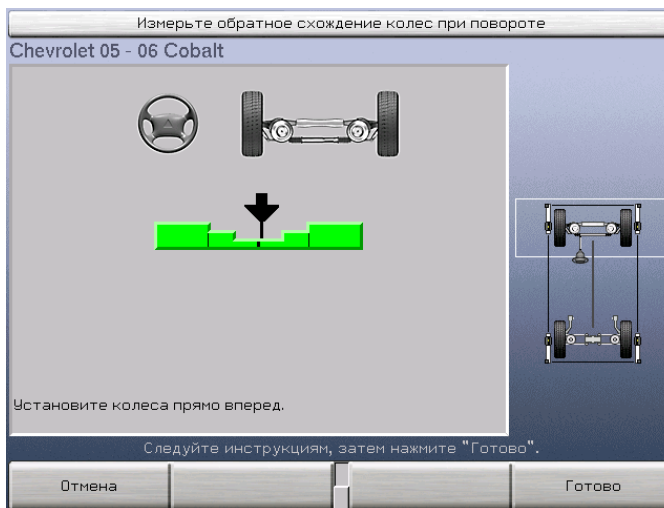 Измерьте обратное схождение колес при повороте
Chevrolet 05 - 06 Cobalt
Установите колеса прямо вперед.
Следуйте инструкциям, затем нажмите "Готово".
Отмена
Готово